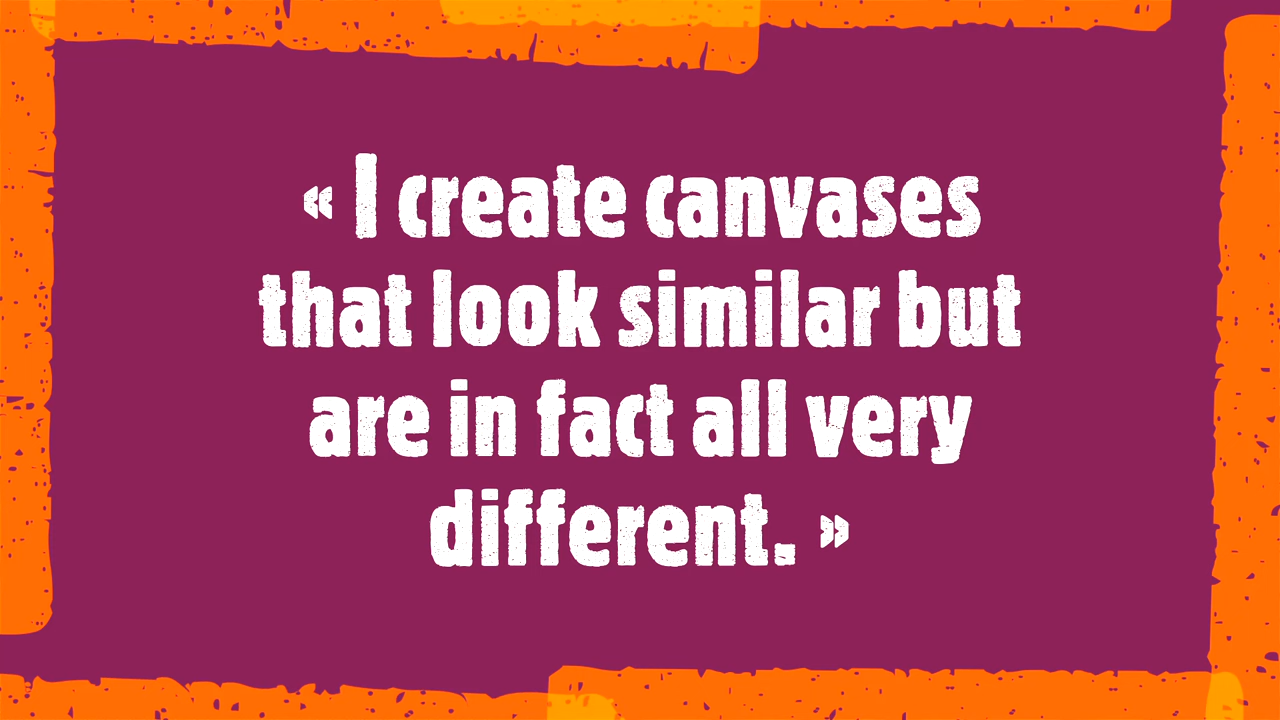 « I create canvases
that look similar but
are in fact all very
different. »